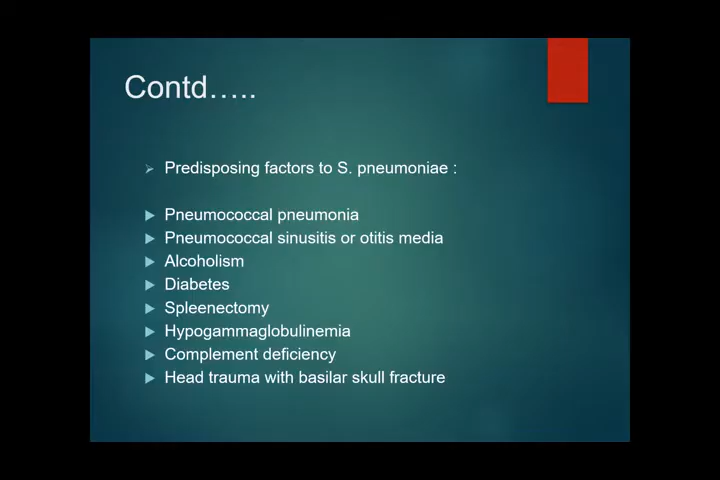 Contd…..
Predisposing factors to S. pneumoniae :
Pneumococcal pneumonia
Pneumococcal sinusitis or otitis media
Alcoholism
Diabetes
Spleenectomy
Hypogammaglobulinemia
Complement deficiency
Head trauma with basilar skull fracture